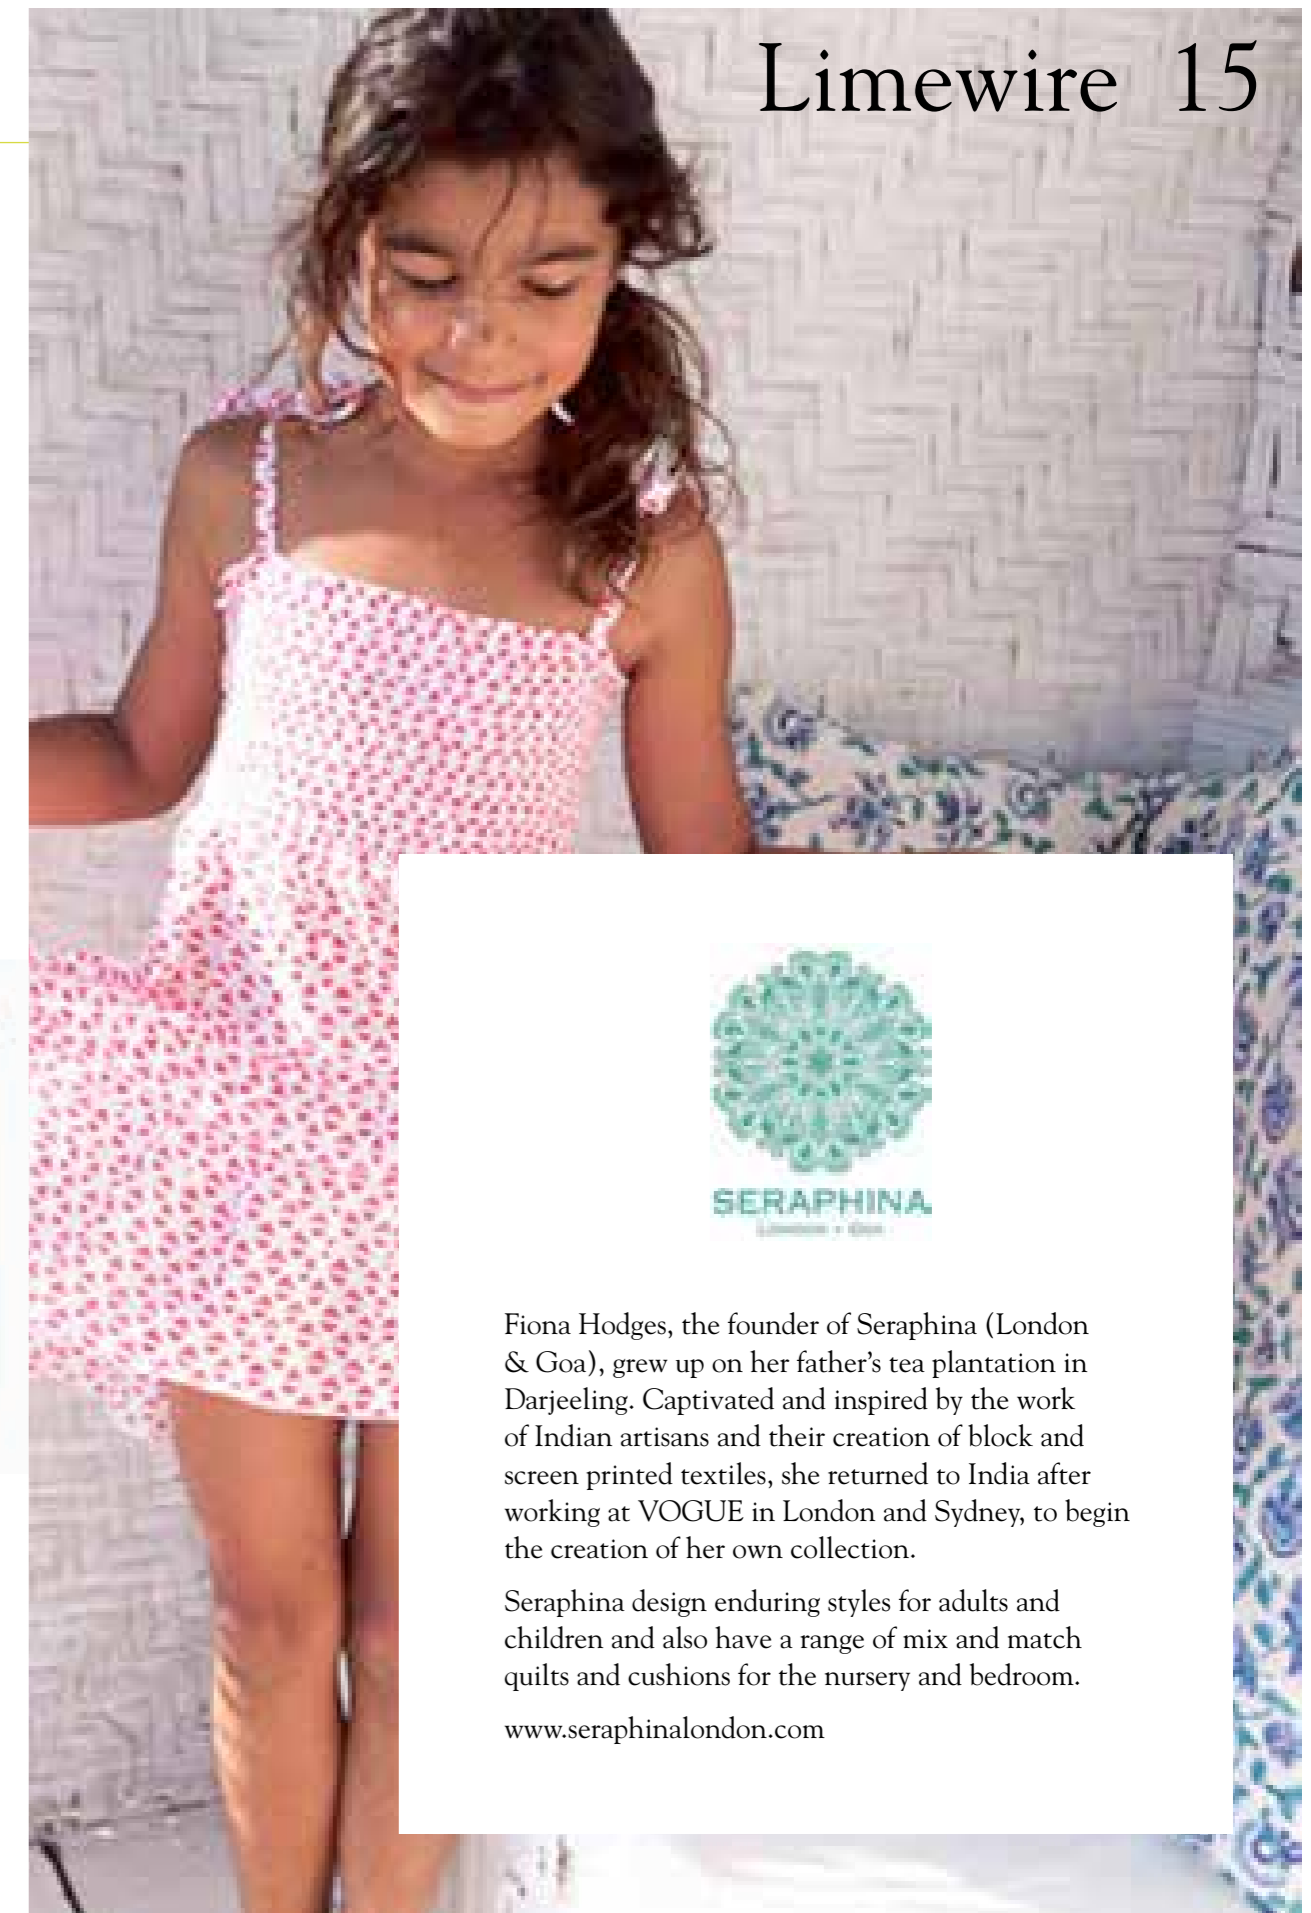 Limewire 15
SERAPHINA
London • Goa
Fiona Hodges, the founder of Seraphina (London
& Goa), grew up on her father’s tea plantation in
Darjeeling. Captivated and inspired by the work
of Indian artisans and their creation of block and
screen printed textiles, she returned to India after
working at VOGUE in London and Sydney, to begin
the creation of her own collection.
Seraphina design enduring styles for adults and
children and also have a range of mix and match
quilts and cushions for the nursery and bedroom.
www.seraphinalondon.com